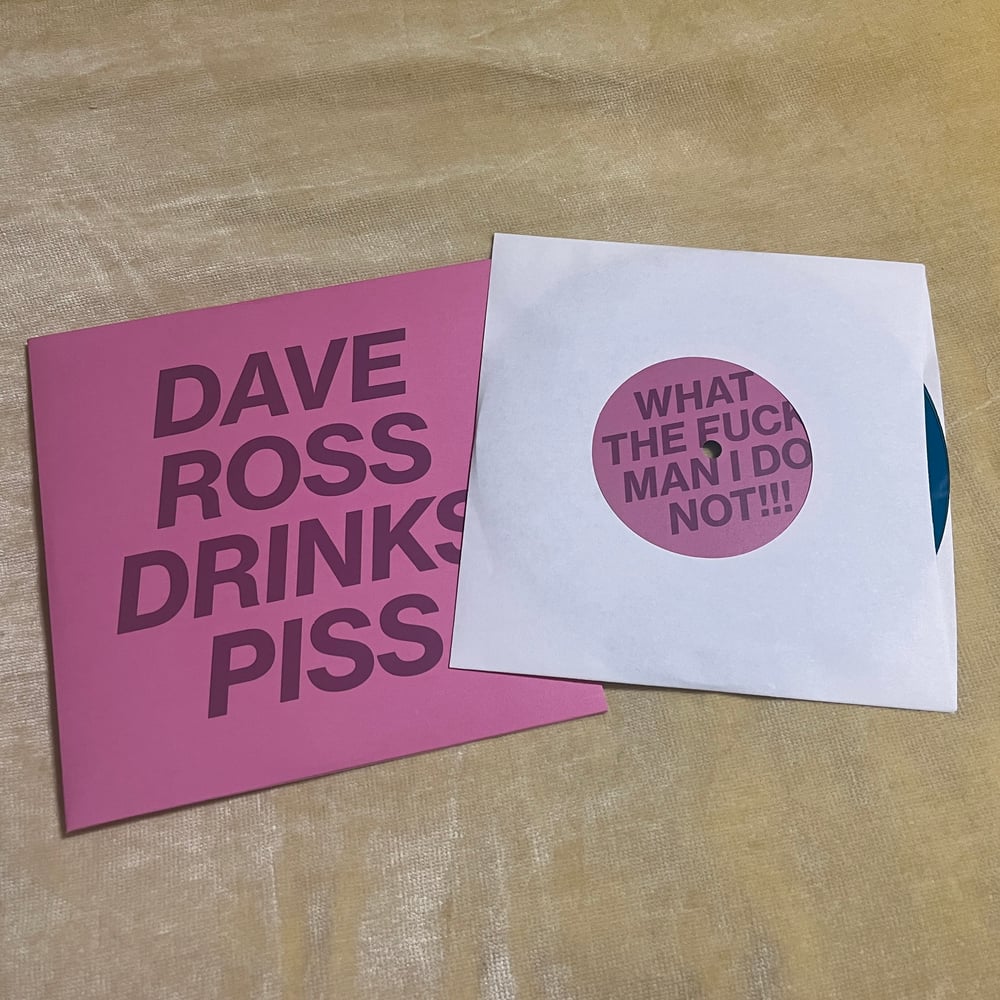 DAVE
ROSS
DRINKS
PISS
WHAT
THE FUCK
MAN I DO
NOT!!!